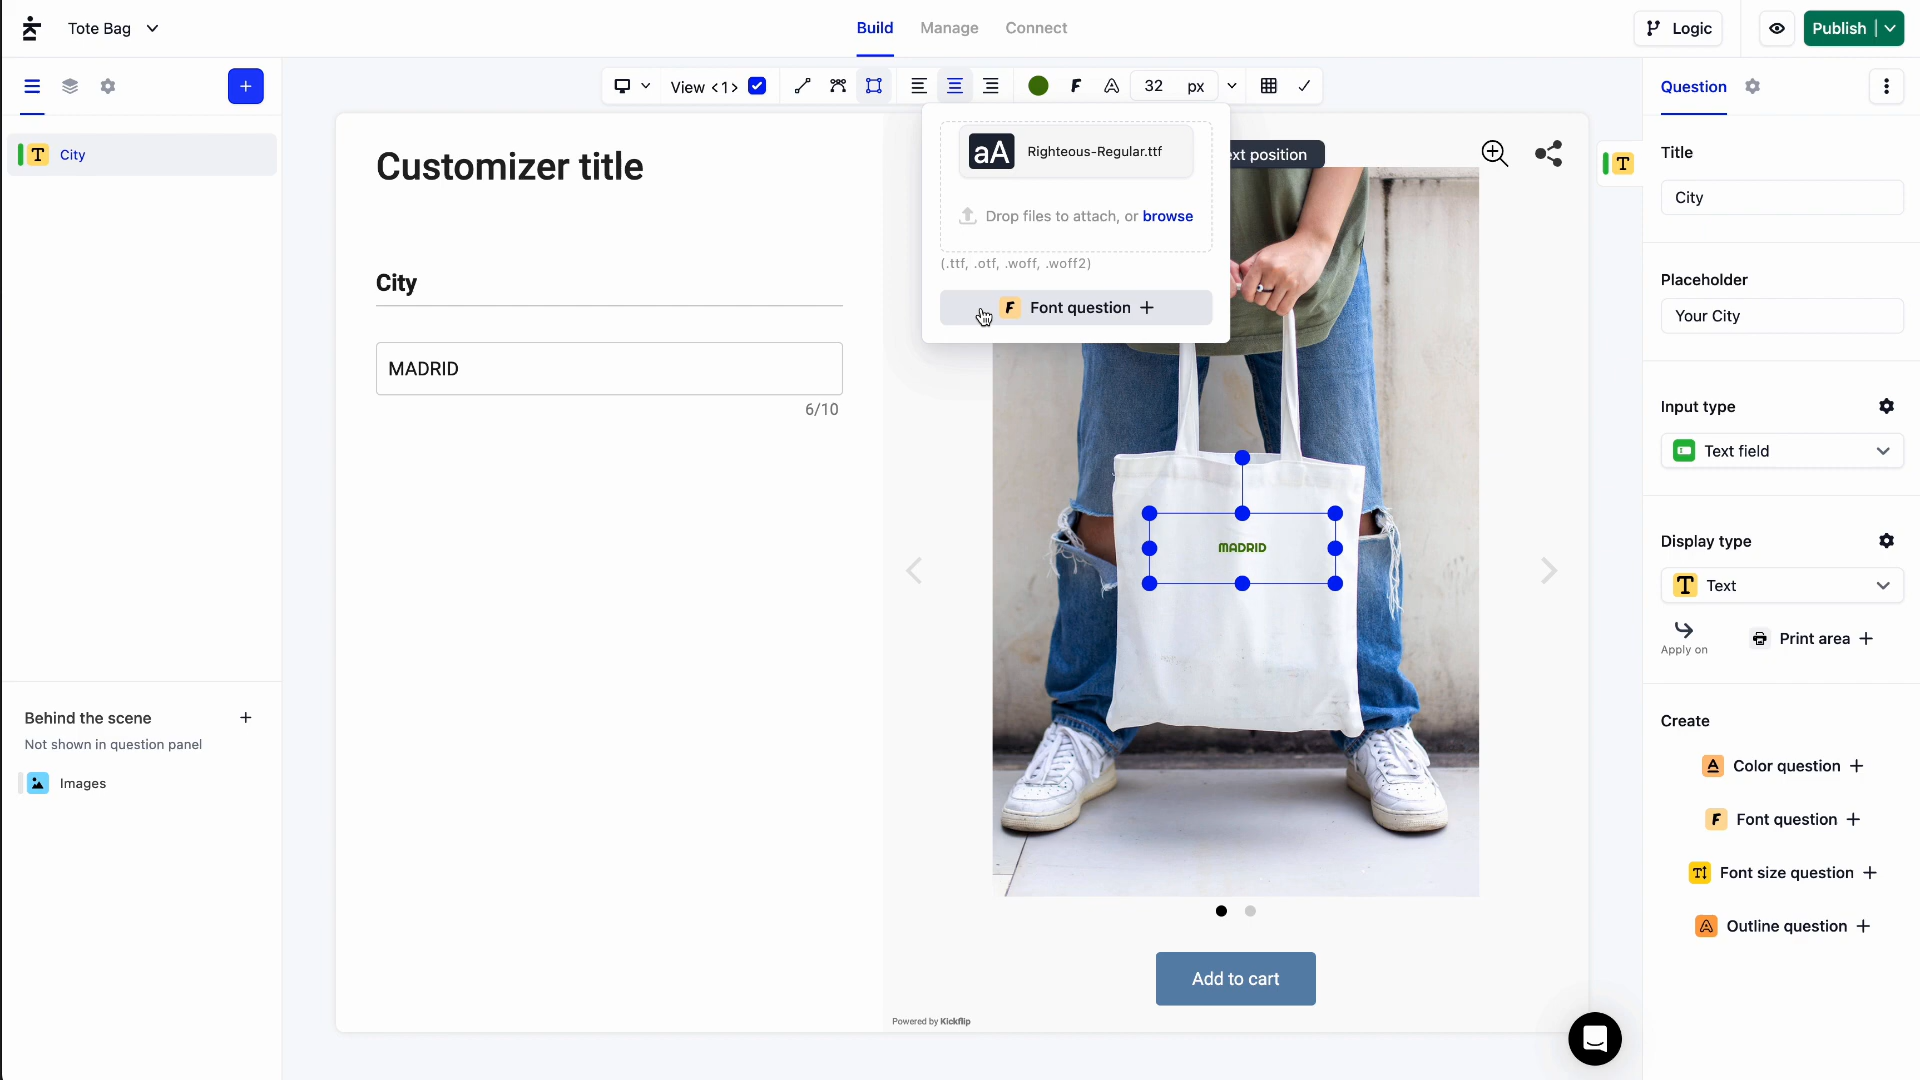 Tote Bag
Build
Manage
Connect
Logic
Publish
View <1>
32
px
Question
City
Customizer title
aA
Righteous-Regular.ttf
ext position
Drop files to attach, or browse
(.ttf, .otf, .woff, .woff2)
F Font question +
City
MADRID
6/10
MADRID
Add to cart
Powered by Kickflip
T
Title
City
Placeholder
Your City
Input type
Text field
Display type
T Text
Apply on
Print area +
Create
A Color question +
F Font question +
T Font size question +
A Outline question +
Behind the scene +
Not shown in question panel
Images